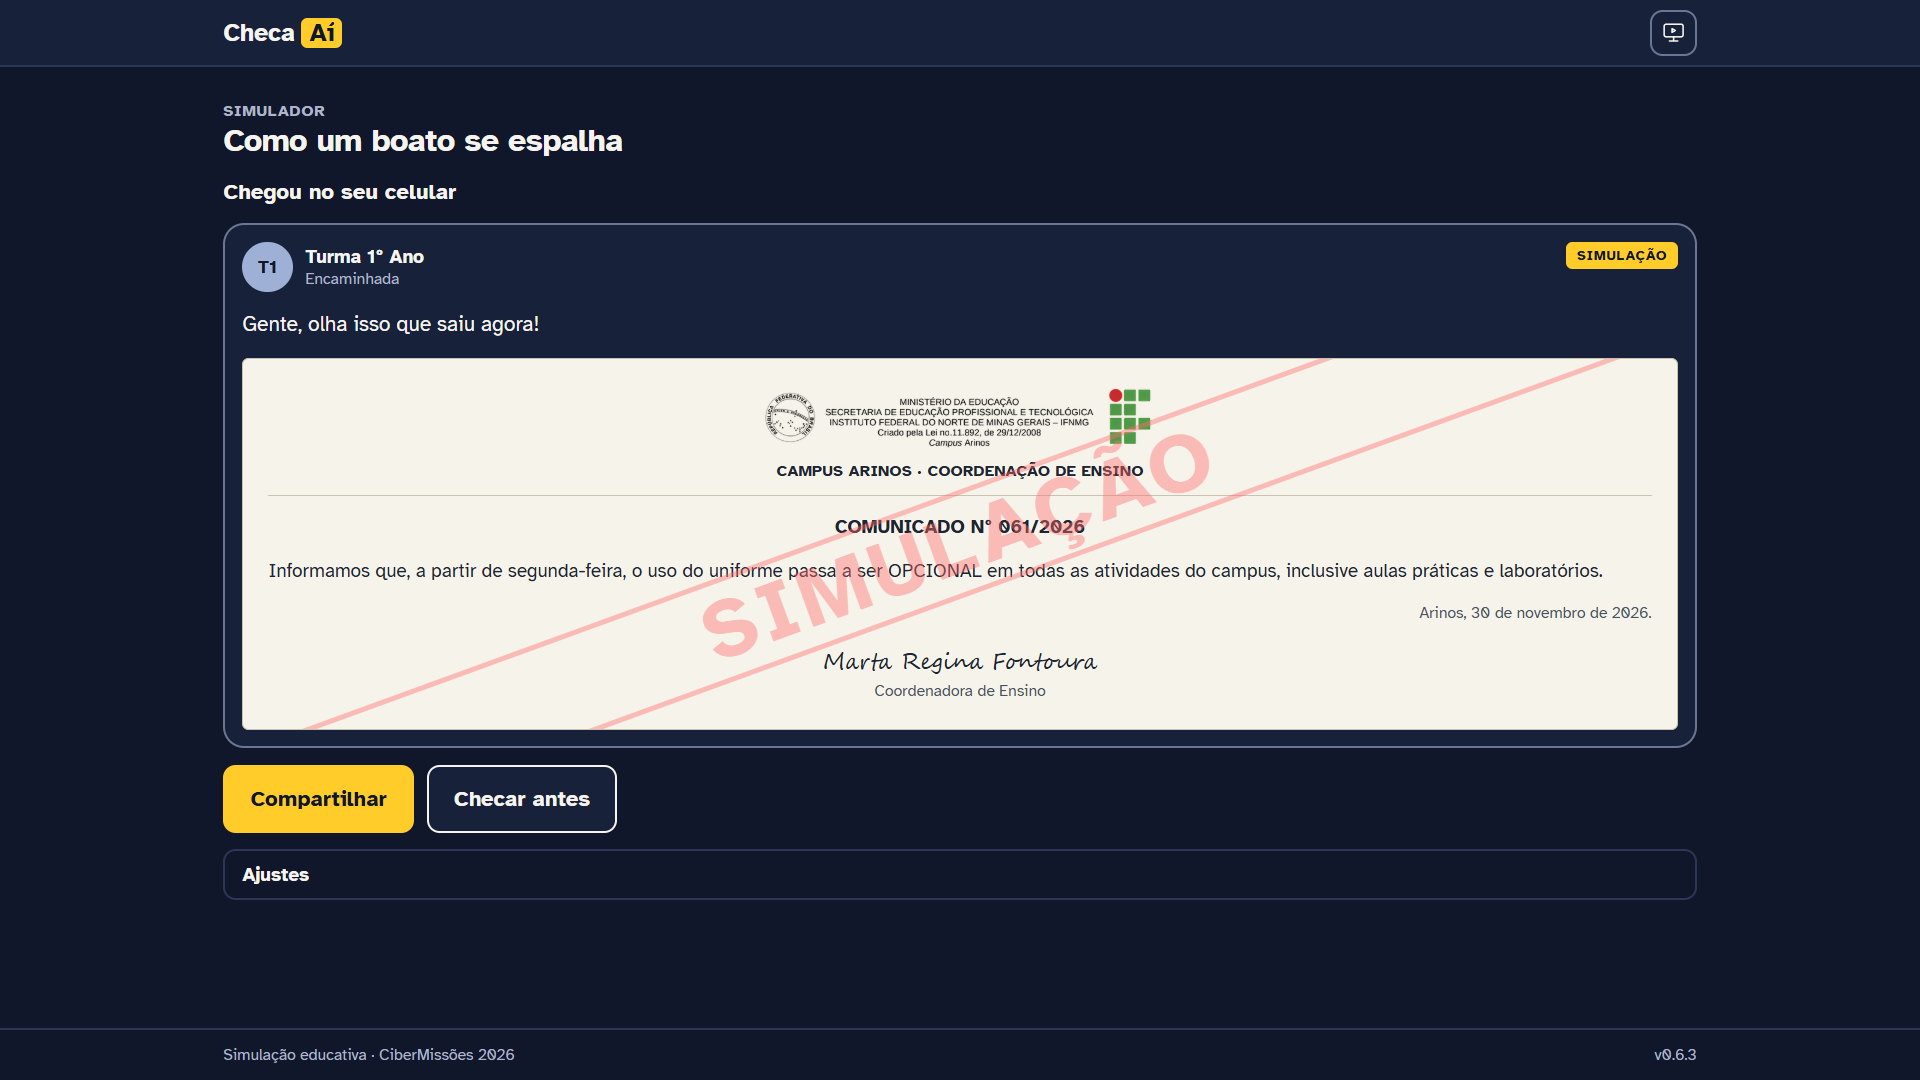 Checa Aí
SIMULADOR
Como um boato se espalha
Chegou no seu celular
T1
Turma 1º Ano
Encaminhada
SIMULAÇÃO
Gente, olha isso que saiu agora!
MINISTÉRIO DA EDUCAÇÃO
SECRETARIA DE EDUCAÇÃO PROFISSIONAL E TECNOLÓGICA
INSTITUTO FEDERAL DO NORTE DE MINAS GERAIS – IFNMG
Criado pela Lei no.11.892, de 29/12/2008
Campus Arinos
CAMPUS ARINOS · COORDENAÇÃO DE ENSINO
COMUNICADO Nº 061/2026
Informamos que, a partir de segunda-feira, o uso do uniforme passa a ser OPCIONAL em todas as atividades do campus, inclusive aulas práticas e laboratórios.
Arinos, 30 de novembro de 2026.
SIMULAÇÃO
Marta Regina Fontoura
Coordenadora de Ensino
Compartilhar
Checar antes
Ajustes
Simulação educativa · CiberMissões 2026
v0.6.3